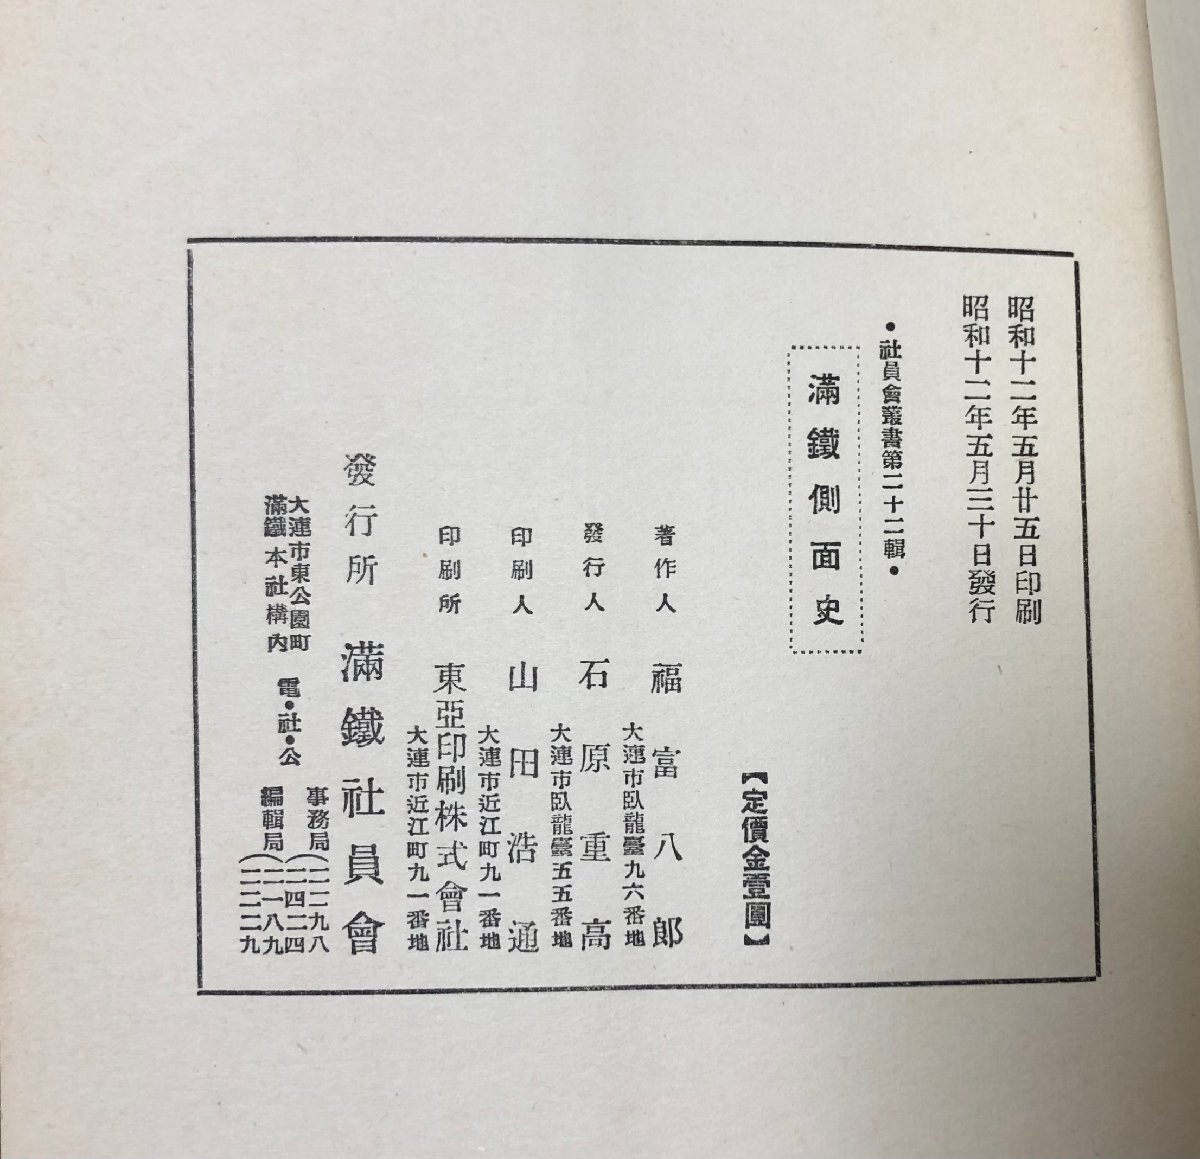 昭和十二年五月廿五日印刷
昭和十二年五月三十日發行
●社員會叢書第二十二輯●
滿鐵側面史
【定價金壹圓】
著作人 福富八郎
大連市臥龍臺九六番地
發行人 石原重高
大連市臥龍臺五五番地
印刷人 山田浩通
大連市近江町九一番地
印刷所 東亞印刷株式會社
大連市近江町九一番地
發行所 滿鐵社員會
大連市東公園町
滿鐵本社構內
電●社●公
事務局(二二九八
(二四二四
編輯局(二一八九
(二二二九